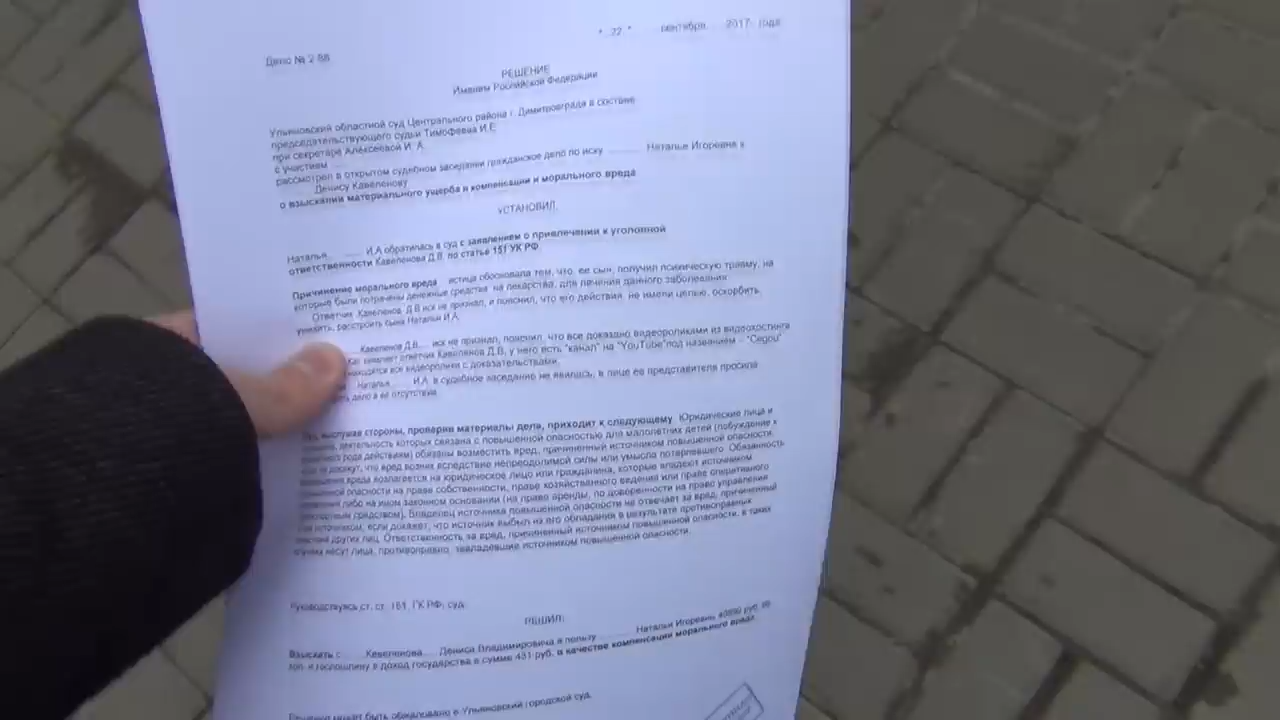 " 22 " сентября 2017 года
Дело № 2 88
РЕШЕНИЕ
Именем Российской Федерации
Ульяновский областной суд Центрального района г. Димитровграда в составе
председательствующего судьи Тимофеева И.Е.
при секретаре Алексеевой И. А.
с участием
рассмотрел в открытом судебном заседании гражданское дело по иску ........... Наталье Игоревна к
Денису Кавеленову
о взыскании материального ущерба и компенсации и морального вреда
УСТАНОВИЛ:
Наталья ........... И.А обратилась в суд с заявлением о привлечении к уголовной
ответственности Кавеленова Д.В. по статье 151 УК РФ.
Причинение морального вреда истица обосновала тем, что, ее сын, получил психическую травму, на
которые были потрачены денежные средства на лекарства, для лечения данного заболевания.
Ответчик Кавеленов Д.В иск не признал, и пояснил, что его действия, не имели целью, оскорбить,
унизить, расстроить сына Натальи И.А.
Кавеленов Д.В.... иск не признал, пояснил, что все доказано видеороликами из видеохостинга
ответчик Кавеленов Д.В, у него есть "канал" на "YouTube"под названием – "Cegou"
находятся все видеоролики с доказательствами.
Наталья ...... И.А. в судебное заседание не явилась, в лице ее представителя просила
дело в ее отсутствии.
выслушав стороны, проверив материалы дела, приходит к следующему Юридические лица и
деятельность которых связана с повышенной опасностью для малолетних детей (побуждение к
рода действиям) обязаны возместить вред, причиненный источником повышенной опасности,
не докажут, что вред возник вследствие непреодолимой силы или умысла потерпевшего. Обязанность
вреда возлагается на юридическое лицо или гражданина, которые владеют источником
опасности на праве собственности, праве хозяйственного ведения или праве оперативного
либо на ином законном основании (на право аренды, по доверенности на право управления
средством). Владелец источника повышенной опасности не отвечает за вред, причиненный
источником, если докажет, что источник выбыл из его обладания в результате противоправных
других лиц. Ответственность за вред, причиненный источником повышенной опасности, в таких
несут лица, противоправно завладевшие источником повышенной опасности.
Руководствуясь ст. ст. 151, ГК РФ, суд
РЕШИЛ:
Взыскать с ..... Кавеленова ..... Дениса Владимировича в пользу ........... Натальи Игоревны руб.
коп. и госпошлину в доход государства в сумме 451 руб. в качестве компенсации морального вреда.
Решение может быть обжаловано в Ульяновский городской суд.